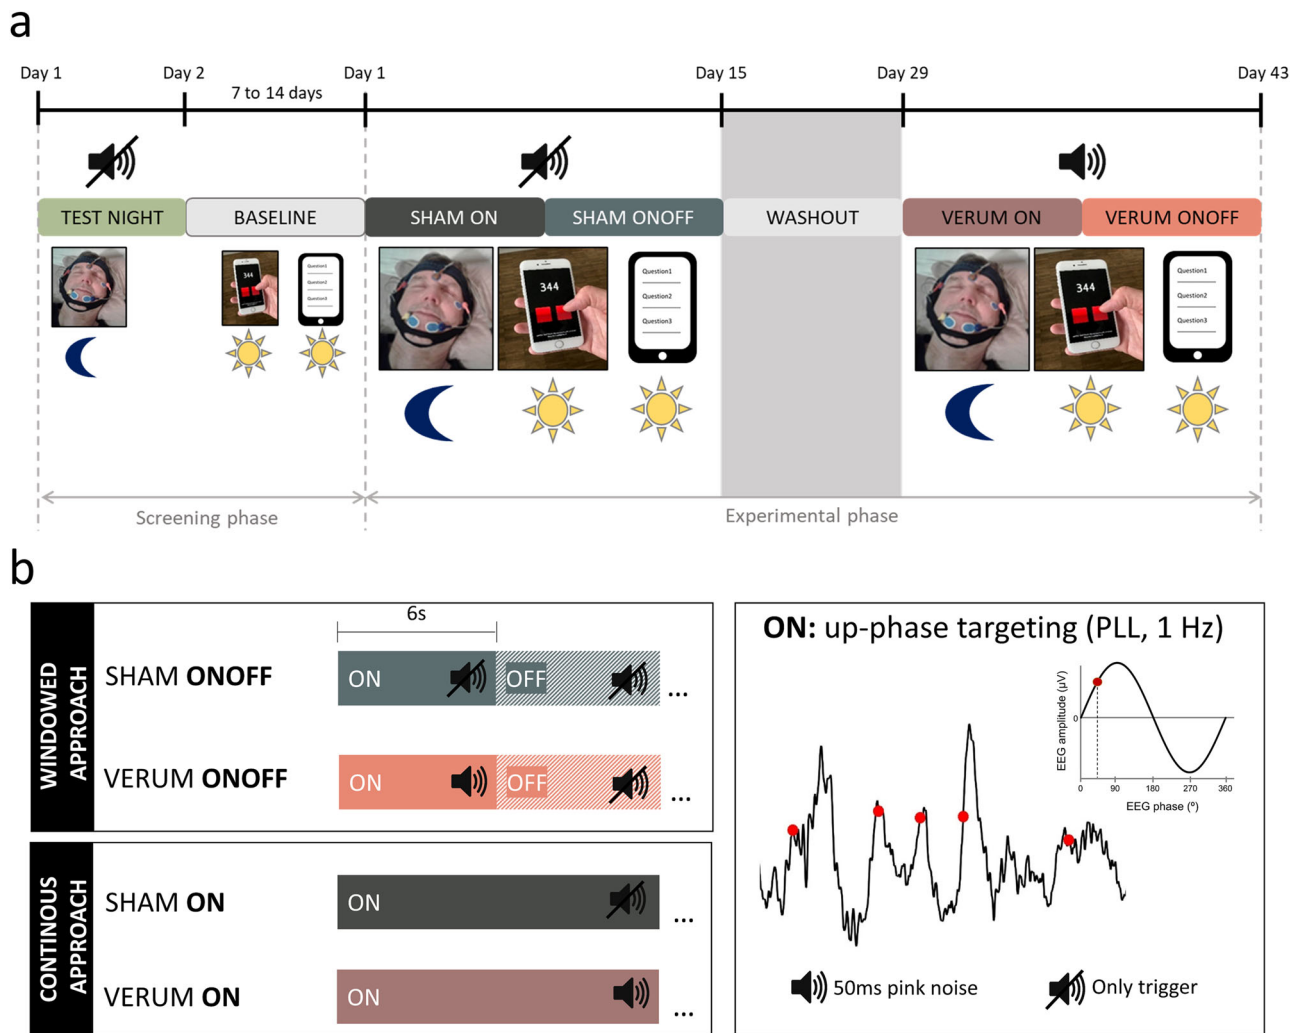 a
Day 1
Day 2
Day 1
Day 15
Day 29
Day 43
7 to 14 days
TEST NIGHT
BASELINE
SHAM ON
SHAM ONOFF
WASHOUT
VERUM ON
VERUM ONOFF
344
Question1
Question2
Question3
344
Question1
Question2
Question3
344
Question1
Question2
Question3
Screening phase
Experimental phase
b
WINDOWED
APPROACH
6s
SHAM ONOFF
ON
OFF
...
VERUM ONOFF
ON
OFF
...
CONTINOUS
APPROACH
SHAM ON
ON
...
VERUM ON
ON
...
ON: up-phase targeting (PLL, 1 Hz)
EEG amplitude (µV)
0
0
90
180
270
360
EEG phase (º)
50ms pink noise
Only trigger